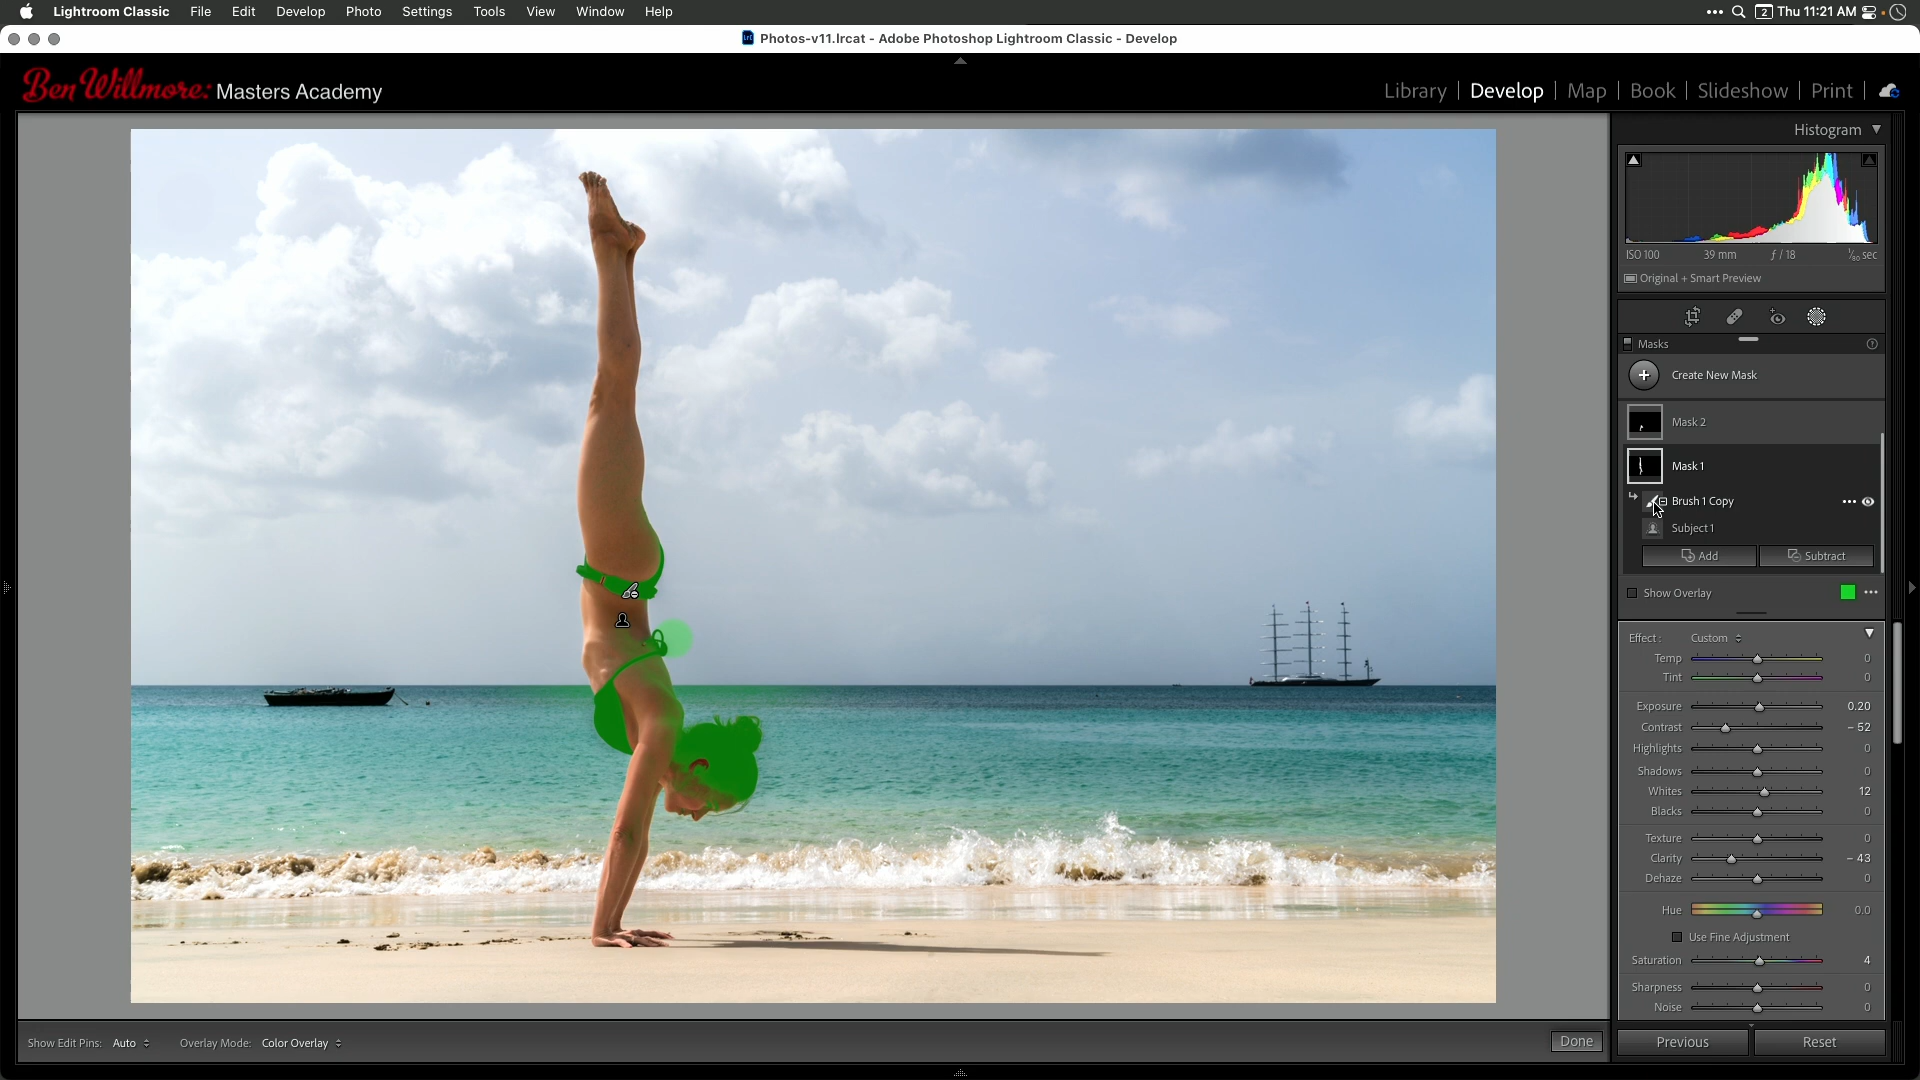 Lightroom Classic File Edit Develop Photo Settings Tools View Window Help
2 Thu 11:21 AM
LrC Photos-v11.lrcat - Adobe Photoshop Lightroom Classic - Develop
Ben Willmore: Masters Academy
Library | Develop | Map | Book | Slideshow | Print |
Histogram
ISO 100 39 mm ƒ / 18 1/80 sec
Original + Smart Preview
Masks
Create New Mask
Mask 2
Mask 1
Brush 1 Copy
Subject 1
Add Subtract
Show Overlay
Effect : Custom
Temp 0
Tint 0
Exposure 0.20
Contrast - 52
Highlights 0
Shadows 0
Whites 12
Blacks 0
Texture 0
Clarity - 43
Dehaze 0
Hue 0.0
Use Fine Adjustment
Saturation 4
Sharpness 0
Noise 0
Show Edit Pins: Auto Overlay Mode: Color Overlay Done Previous Reset